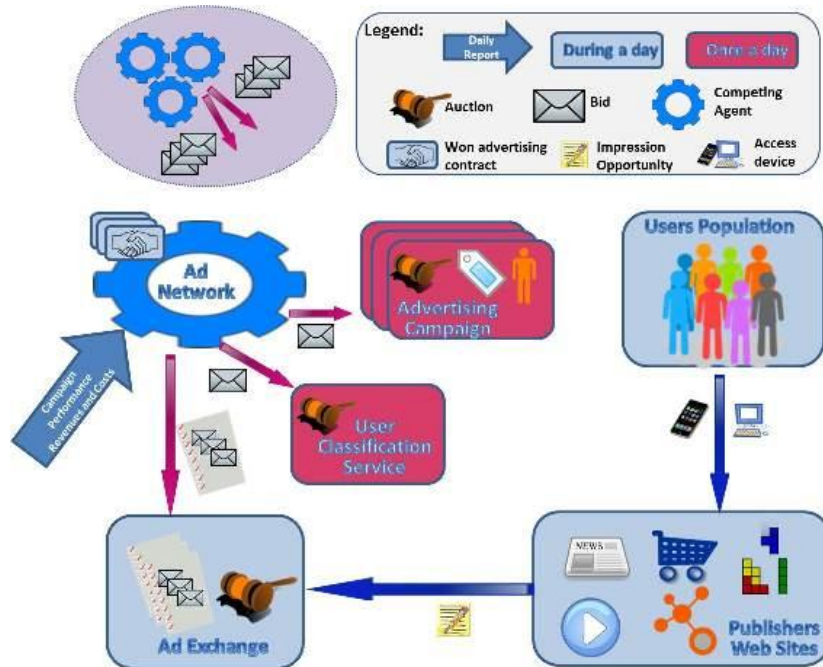 Legend:
Daily
Report
During a day
Once a day
Auction
Bid
Competing
Agent
Won advertising
contract
Impression
Opportunity
Access
device
Ad
Network
Advertising
Campaign
Users Population
Campaign
Performance
Revenues and Costs
User
Classification
Service
NEWS
Ad Exchange
Publishers
Web Sites